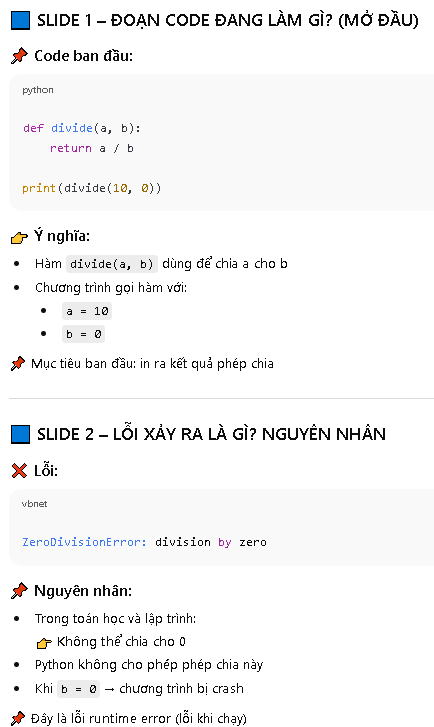 SLIDE 1 – ĐOẠN CODE ĐANG LÀM GÌ? (MỞ ĐẦU)
Code ban đầu:
python
def divide(a, b):
    return a / b
print(divide(10, 0))
Ý nghĩa:
Hàm divide(a, b) dùng để chia a cho b
Chương trình gọi hàm với:
a = 10
b = 0
Mục tiêu ban đầu: in ra kết quả phép chia
SLIDE 2 – LỖI XẢY RA LÀ GÌ? NGUYÊN NHÂN
Lỗi:
vbnet
ZeroDivisionError: division by zero
Nguyên nhân:
Trong toán học và lập trình:
Không thể chia cho 0
Python không cho phép phép chia này
Khi b = 0 → chương trình bị crash
Đây là lỗi runtime error (lỗi khi chạy)